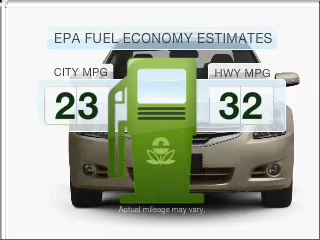 EPA FUEL ECONOMY ESTIMATES
CITY MPG
HWY MPG
23
32
Actual mileage may vary.